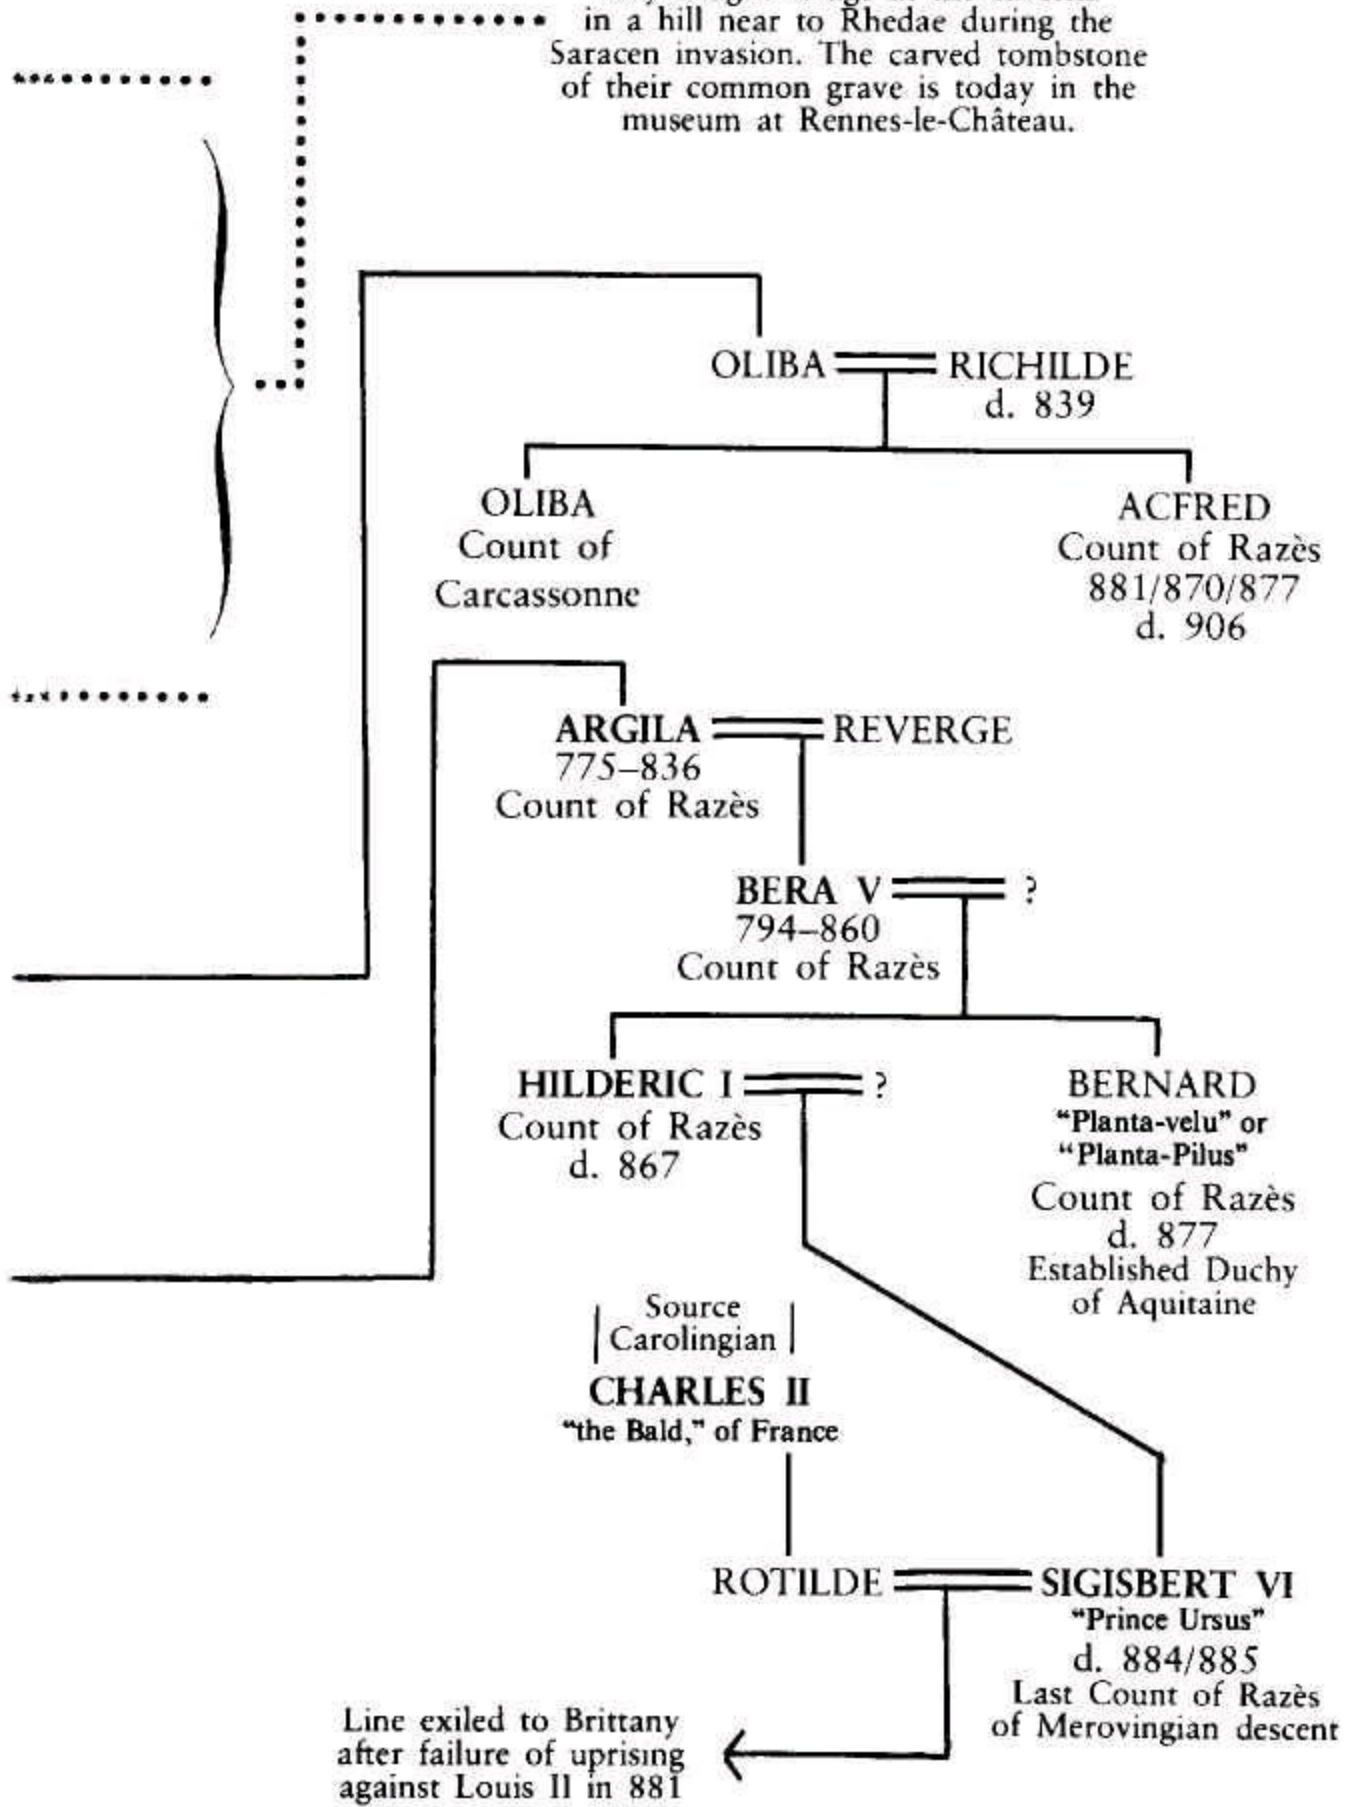 in a hill near to Rhedae during the
Saracen invasion. The carved tombstone
of their common grave is today in the
museum at Rennes-le-Château.
OLIBA RICHILDE
d. 839
OLIBA
Count of
Carcassonne
ACFRED
Count of Razès
881/870/877
d. 906
ARGILA REVERGE
775–836
Count of Razès
BERA V ?
794–860
Count of Razès
HILDERIC I ?
Count of Razès
d. 867
BERNARD
“Planta-velu” or
“Planta-Pilus”
Count of Razès
d. 877
Established Duchy
of Aquitaine
Source
Carolingian
CHARLES II
“the Bald,” of France
ROTILDE SIGISBERT VI
“Prince Ursus”
d. 884/885
Last Count of Razès
of Merovingian descent
Line exiled to Brittany
after failure of uprising
against Louis II in 881